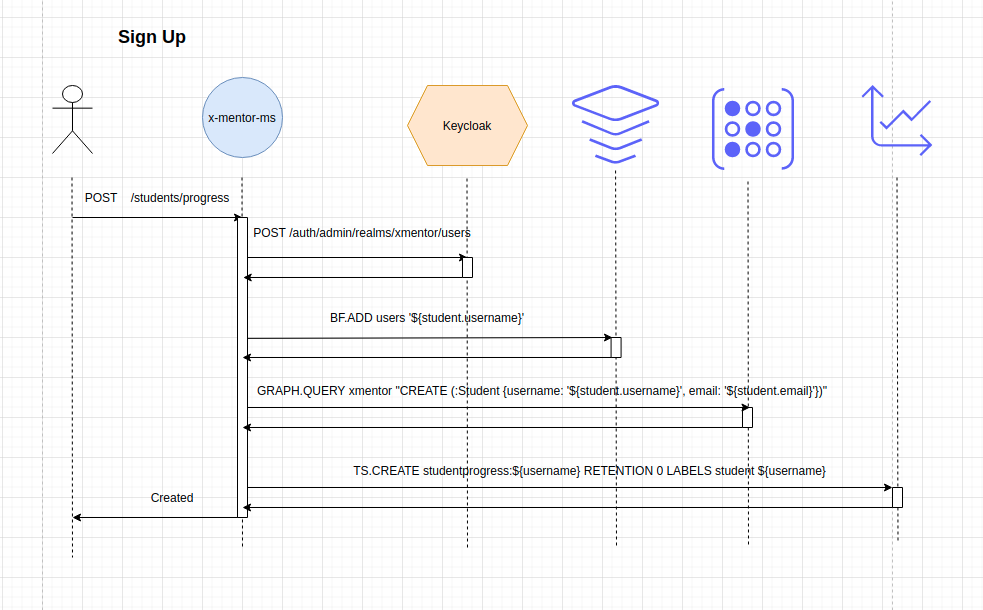 Sign Up
x-mentor-ms
Keycloak
POST /students/progress
POST /auth/admin/realms/xmentor/users
BF.ADD users '${student.username}'
GRAPH.QUERY xmentor "CREATE (:Student {username: '${student.username}', email: '${student.email}'})"
TS.CREATE studentprogress:${username} RETENTION 0 LABELS student ${username}
Created